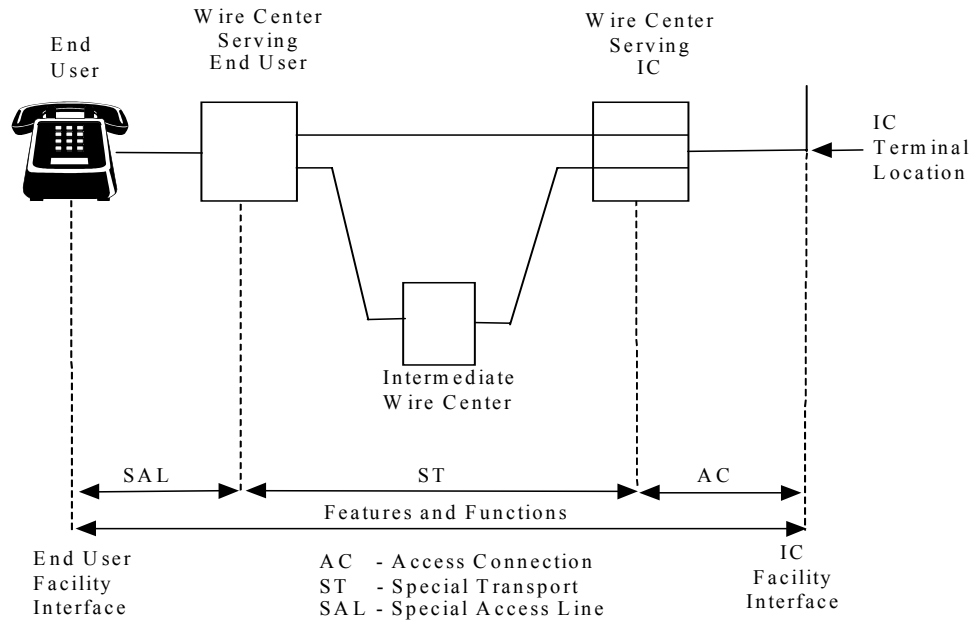 End
User
Wire Center
Serving
End User
Wire Center
Serving
IC
IC
Terminal
Location
Intermediate
Wire Center
SAL
ST
AC
Features and Functions
End User
Facility
Interface
AC - Access Connection
ST - Special Transport
SAL - Special Access Line
IC
Facility
Interface